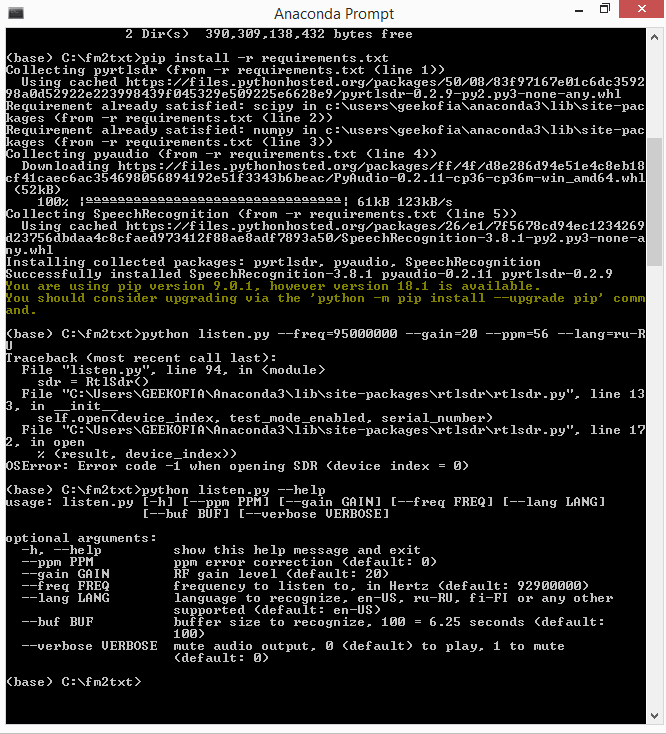 Anaconda Prompt
2 Dir(s)  390,309,138,432 bytes free
(base) C:\fm2txt>pip install -r requirements.txt
Collecting pyrtlsdr (from -r requirements.txt (line 1))
  Using cached https://files.pythonhosted.org/packages/50/08/83f97167e01c6dc3592
98a0d52922e223998439f045329e509225e6628e9/pyrtlsdr-0.2.9-py2.py3-none-any.whl
Requirement already satisfied: scipy in c:\users\geekofia\anaconda3\lib\site-pac
kages (from -r requirements.txt (line 2))
Requirement already satisfied: numpy in c:\users\geekofia\anaconda3\lib\site-pac
kages (from -r requirements.txt (line 3))
Collecting pyaudio (from -r requirements.txt (line 4))
  Downloading https://files.pythonhosted.org/packages/ff/4f/d8e286d94e51e4c8eb18
cf41caec6ac354698056894192e51f3343b6beac/PyAudio-0.2.11-cp36-cp36m-win_amd64.whl
 (52kB)
    100% |################################| 61kB 123kB/s
Collecting SpeechRecognition (from -r requirements.txt (line 5))
  Using cached https://files.pythonhosted.org/packages/26/e1/7f5678cd94ec1234269
d23756dbdaa4c8cfaed973412f88ae8adf7893a50/SpeechRecognition-3.8.1-py2.py3-none-a
ny.whl
Installing collected packages: pyrtlsdr, pyaudio, SpeechRecognition
Successfully installed SpeechRecognition-3.8.1 pyaudio-0.2.11 pyrtlsdr-0.2.9
You are using pip version 9.0.1, however version 18.1 is available.
You should consider upgrading via the 'python -m pip install --upgrade pip' comm
and.
(base) C:\fm2txt>python listen.py --freq=95000000 --gain=20 --ppm=56 --lang=ru-R
U
Traceback (most recent call last):
  File "listen.py", line 94, in <module>
    sdr = RtlSdr()
  File "C:\Users\GEEKOFIA\Anaconda3\lib\site-packages\rtlsdr\rtlsdr.py", line 13
3, in __init__
    self.open(device_index, test_mode_enabled, serial_number)
  File "C:\Users\GEEKOFIA\Anaconda3\lib\site-packages\rtlsdr\rtlsdr.py", line 17
2, in open
    % (result, device_index))
OSError: Error code -1 when opening SDR (device index = 0)
(base) C:\fm2txt>python listen.py --help
usage: listen.py [-h] [--ppm PPM] [--gain GAIN] [--freq FREQ] [--lang LANG]
                 [--buf BUF] [--verbose VERBOSE]
optional arguments:
  -h, --help         show this help message and exit
  --ppm PPM          ppm error correction (default: 0)
  --gain GAIN        RF gain level (default: 20)
  --freq FREQ        frequency to listen to, in Hertz (default: 92900000)
  --lang LANG        language to recognize, en-US, ru-RU, fi-FI or any other
                     supported (default: en-US)
  --buf BUF          buffer size to recognize, 100 = 6.25 seconds (default:
                     100)
  --verbose VERBOSE  mute audio output, 0 (default) to play, 1 to mute
                     (default: 0)
(base) C:\fm2txt>